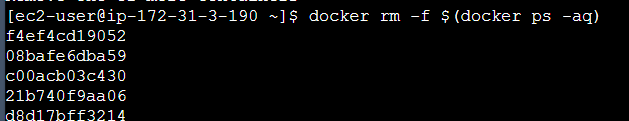 [ec2-user@ip-172-31-3-190 ~]$ docker rm -f $(docker ps -aq)
f4ef4cd19052
08bafe6dba59
c00acb03c430
21b740f9aa06
d8d17bff3214